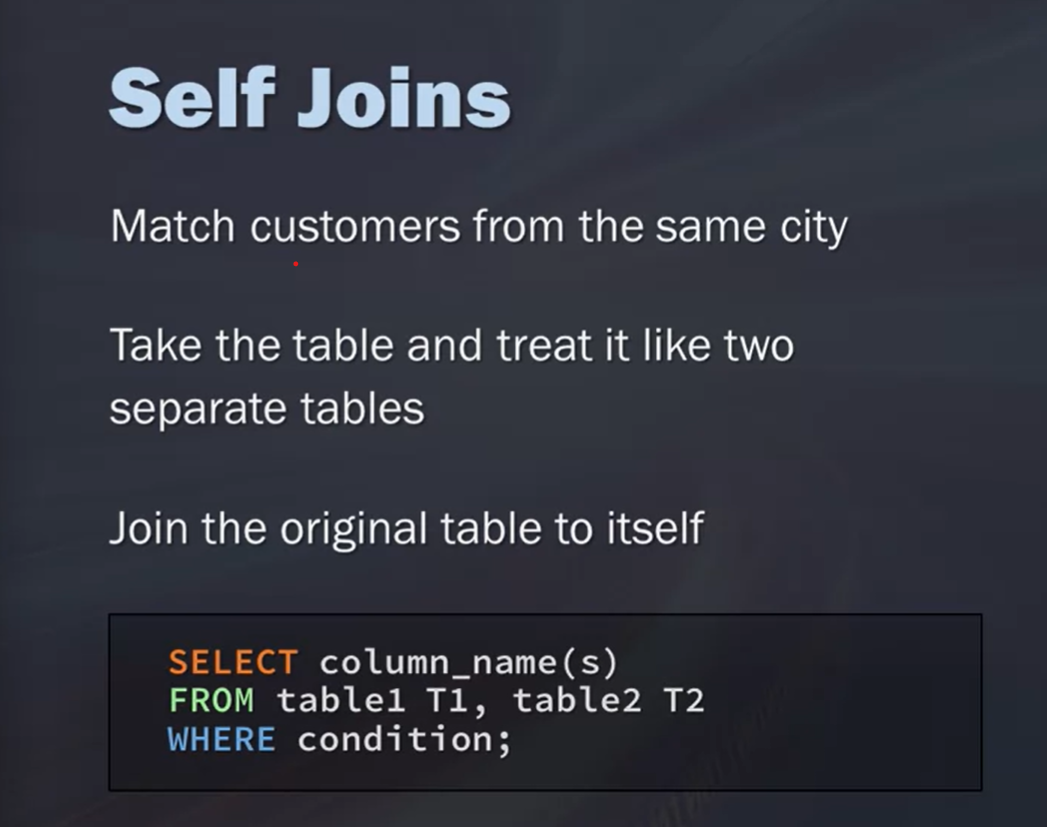 Self Joins
Match customers from the same city
Take the table and treat it like two
separate tables
Join the original table to itself
SELECT column_name(s)
FROM table1 T1, table2 T2
WHERE condition;